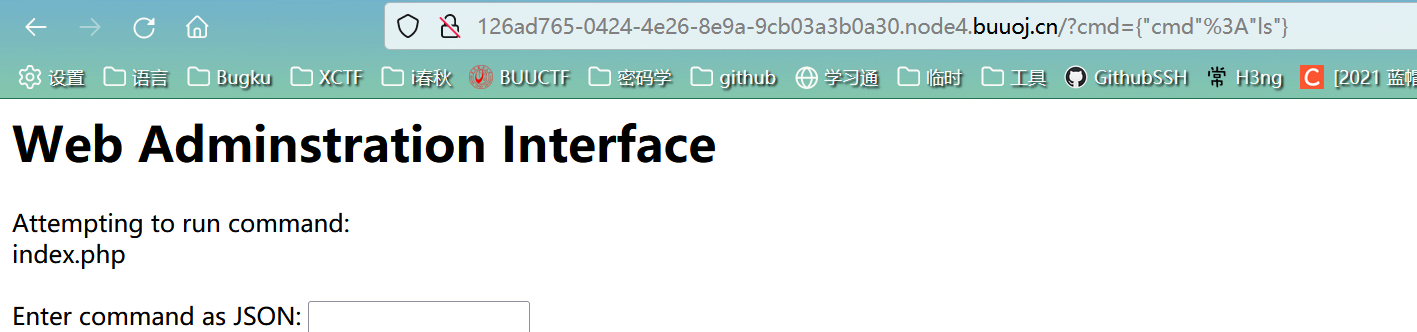 126ad765-0424-4e26-8e9a-9cb03a3b0a30.node4.buuoj.cn/?cmd={"cmd"%3A"ls"}
设置 语言 Bugku XCTF i春秋 BUUCTF 密码学 github 学习通 临时 工具 GithubSSH 常 H3ng C [2021 蓝帽
Web Adminstration Interface
Attempting to run command:
index.php
Enter command as JSON: